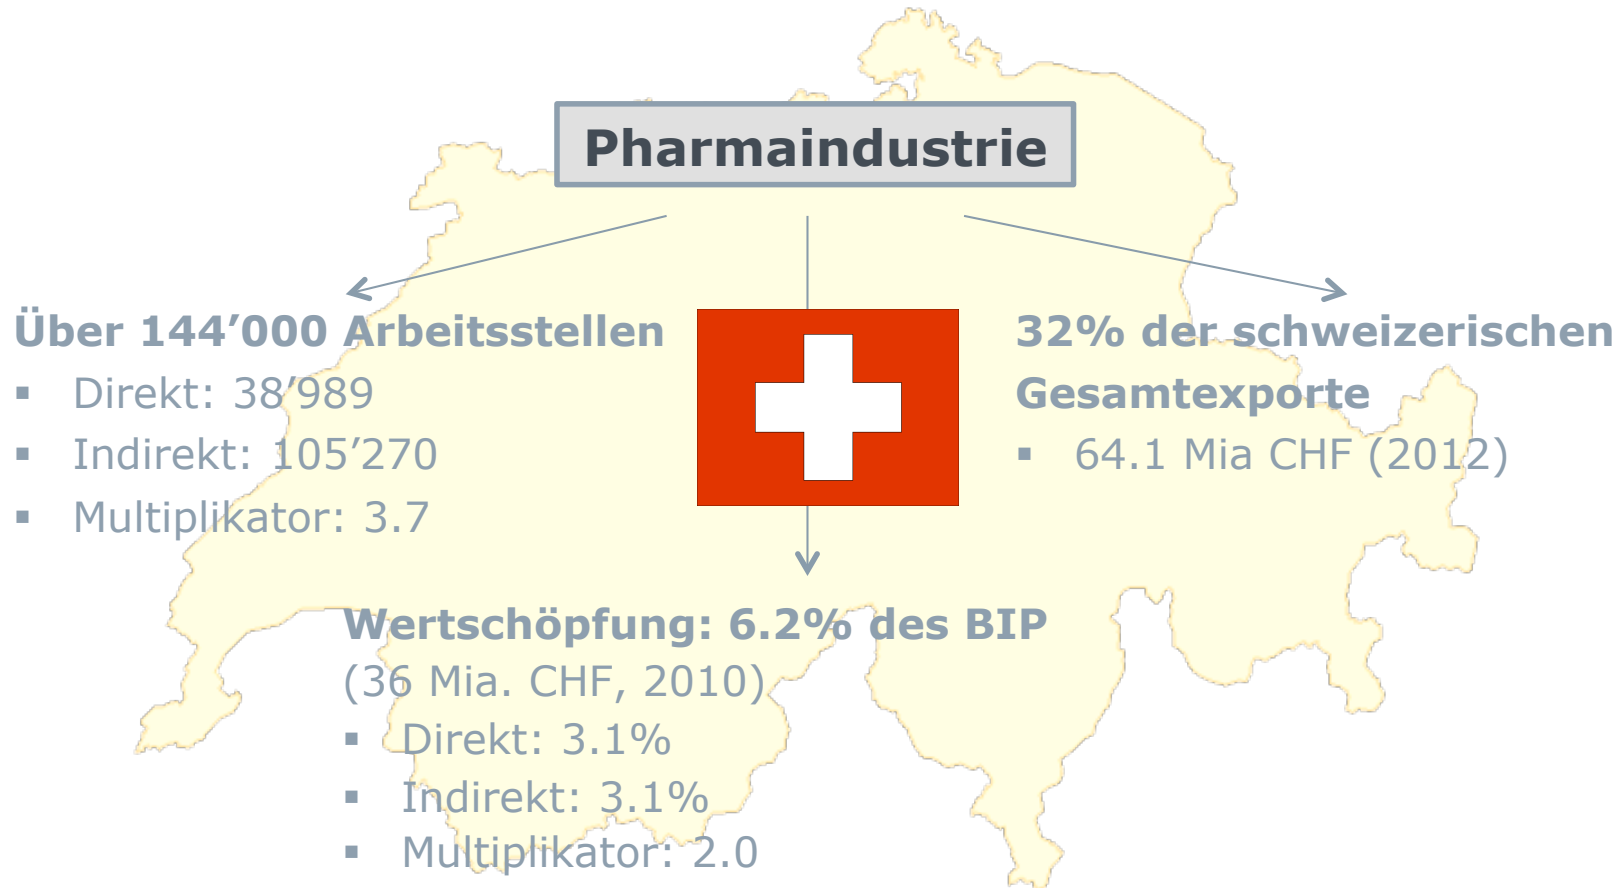 Pharmaindustrie
Über 144’000 Arbeitsstellen
▪ Direkt: 38’989
▪ Indirekt: 105’270
▪ Multiplikator: 3.7
32% der schweizerischen
Gesamtexporte
▪ 64.1 Mia CHF (2012)
Wertschöpfung: 6.2% des BIP
(36 Mia. CHF, 2010)
▪ Direkt: 3.1%
▪ Indirekt: 3.1%
▪ Multiplikator: 2.0